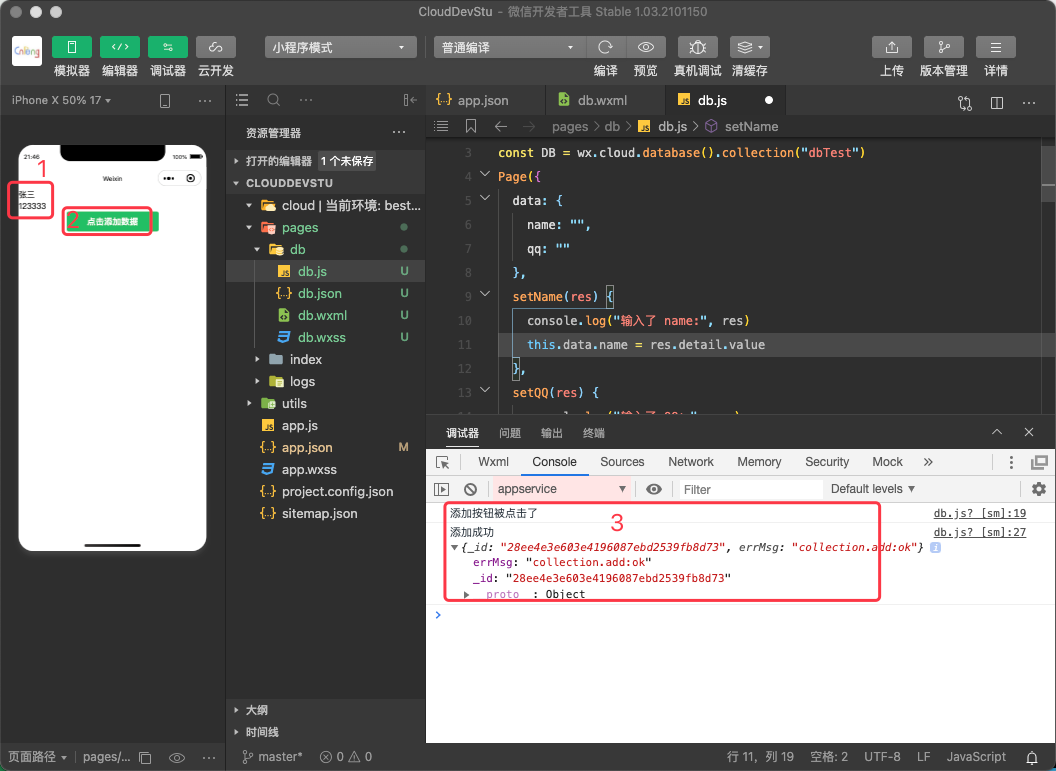 CloudDevStu - 微信开发者工具 Stable 1.03.2101150
小程序模式
普通编译
模拟器 编辑器 调试器 云开发
编译 预览 真机调试 清缓存
上传 版本管理 详情
iPhone X 50% 17
21:46
100%
Weixin
1
张三
123333
2
点击添加数据
资源管理器
打开的编辑器 1 个未保存
CLOUDDEVSTU
cloud | 当前环境: best...
pages
db
db.js U
db.json U
db.wxml U
db.wxss U
index
logs
utils
app.js
app.json M
app.wxss
project.config.json
sitemap.json
大纲
时间线
app.json
db.wxml
db.js
pages > db > db.js > setName
3 const DB = wx.cloud.database().collection("dbTest")
4 Page({
5 data: {
6 name: "",
7 qq: ""
8 },
9 setName(res) {
10 console.log("输入了 name:", res)
11 this.data.name = res.detail.value
12 },
13 setQQ(res) {
调试器 问题 输出 终端
Wxml Console Sources Network Memory Security Mock
appservice
Filter
Default levels
添加按钮被点击了 db.js? [sm]:19
3
添加成功 db.js? [sm]:27
{_id: "28ee4e3e603e4196087ebd2539fb8d73", errMsg: "collection.add:ok"}
errMsg: "collection.add:ok"
_id: "28ee4e3e603e4196087ebd2539fb8d73"
__proto__: Object
页面路径 pages/...
master* 0 0
行 11，列 19 空格: 2 UTF-8 LF JavaScript